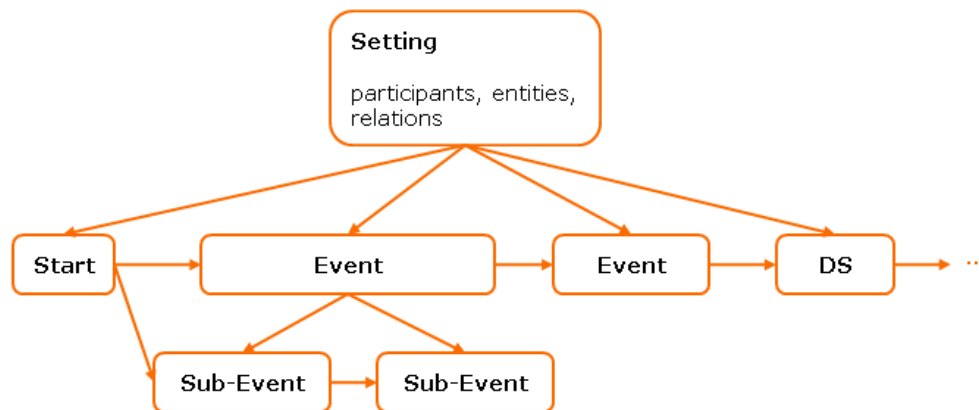 Setting
participants, entities,
relations
Start
Event
Event
DS
...
Sub-Event
Sub-Event